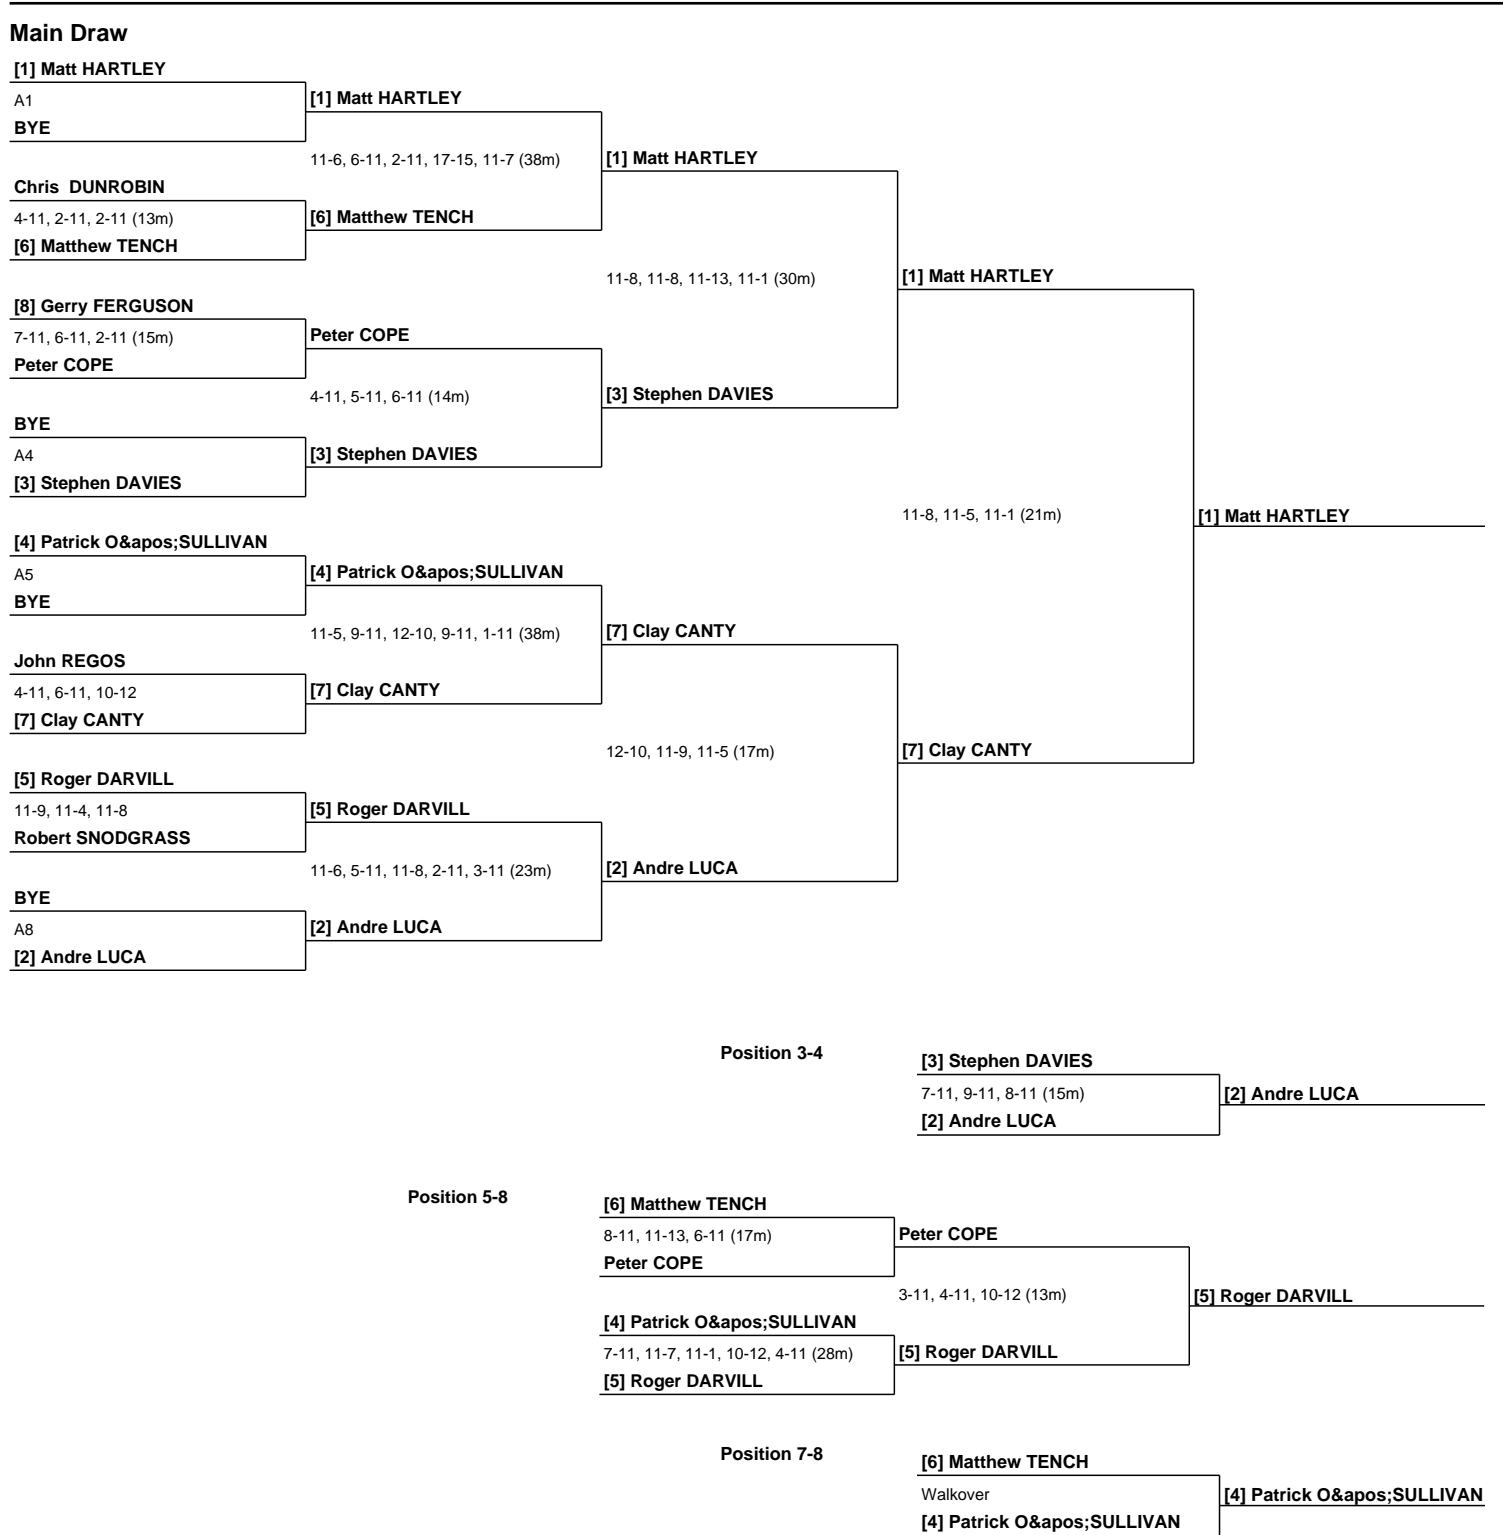 Main Draw
[1] Matt HARTLEY
A1
BYE
[1] Matt HARTLEY
11-6, 6-11, 2-11, 17-15, 11-7 (38m)
[1] Matt HARTLEY
Chris  DUNROBIN
4-11, 2-11, 2-11 (13m)
[6] Matthew TENCH
[6] Matthew TENCH
11-8, 11-8, 11-13, 11-1 (30m)
[1] Matt HARTLEY
[8] Gerry FERGUSON
7-11, 6-11, 2-11 (15m)
Peter COPE
Peter COPE
4-11, 5-11, 6-11 (14m)
[3] Stephen DAVIES
BYE
A4
[3] Stephen DAVIES
[3] Stephen DAVIES
11-8, 11-5, 11-1 (21m)
[1] Matt HARTLEY
[4] Patrick O&apos;SULLIVAN
A5
BYE
[4] Patrick O&apos;SULLIVAN
11-5, 9-11, 12-10, 9-11, 1-11 (38m)
[7] Clay CANTY
John REGOS
4-11, 6-11, 10-12
[7] Clay CANTY
[7] Clay CANTY
12-10, 11-9, 11-5 (17m)
[7] Clay CANTY
[5] Roger DARVILL
11-9, 11-4, 11-8
Robert SNODGRASS
[5] Roger DARVILL
11-6, 5-11, 11-8, 2-11, 3-11 (23m)
[2] Andre LUCA
BYE
A8
[2] Andre LUCA
[2] Andre LUCA
Position 3-4
[3] Stephen DAVIES
7-11, 9-11, 8-11 (15m)
[2] Andre LUCA
[2] Andre LUCA
Position 5-8
[6] Matthew TENCH
8-11, 11-13, 6-11 (17m)
Peter COPE
Peter COPE
3-11, 4-11, 10-12 (13m)
[5] Roger DARVILL
[4] Patrick O&apos;SULLIVAN
7-11, 11-7, 11-1, 10-12, 4-11 (28m)
[5] Roger DARVILL
[5] Roger DARVILL
Position 7-8
[6] Matthew TENCH
Walkover
[4] Patrick O&apos;SULLIVAN
[4] Patrick O&apos;SULLIVAN